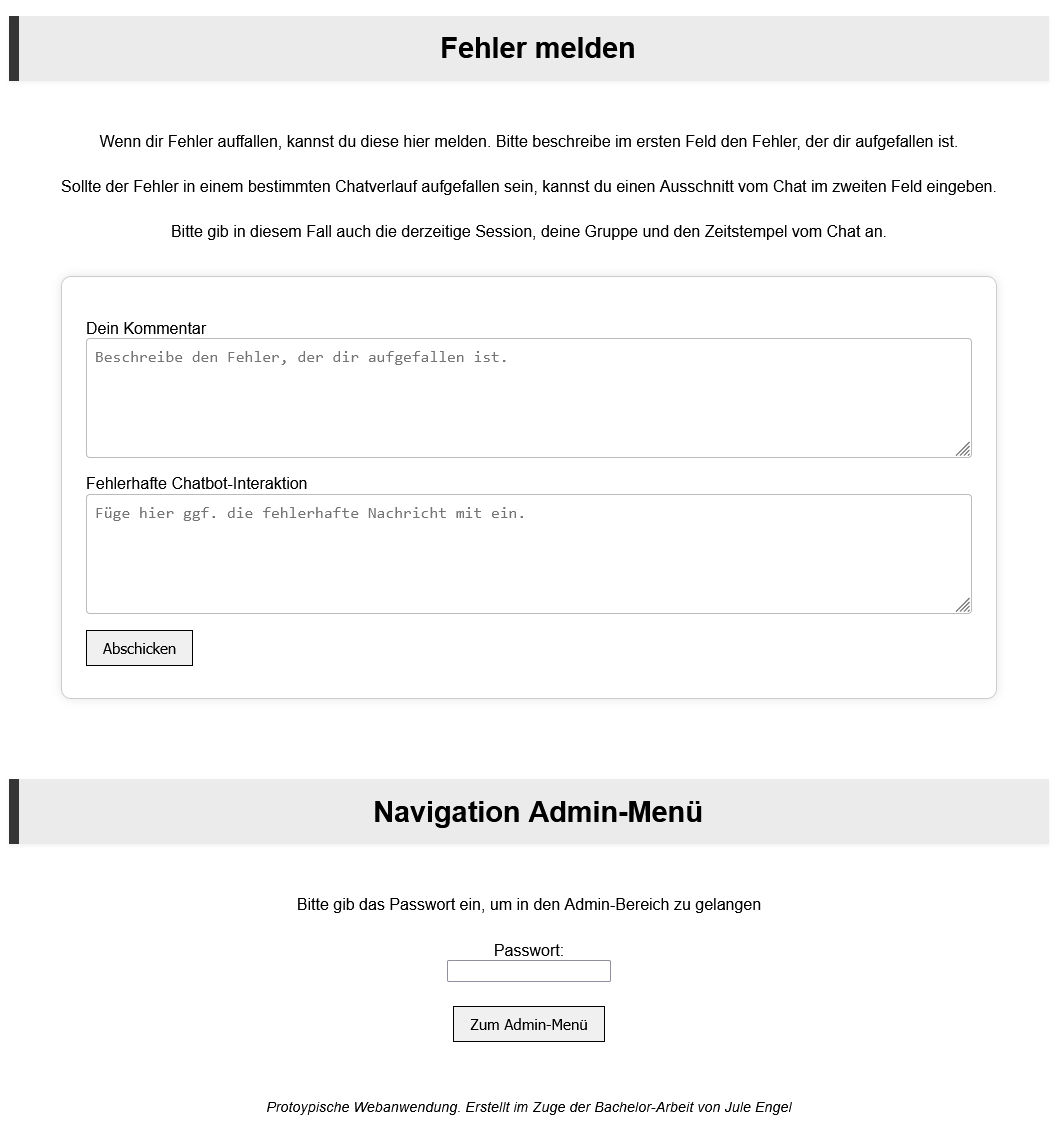 Fehler melden
Wenn dir Fehler auffallen, kannst du diese hier melden. Bitte beschreibe im ersten Feld den Fehler, der dir aufgefallen ist.
Sollte der Fehler in einem bestimmten Chatverlauf aufgefallen sein, kannst du einen Ausschnitt vom Chat im zweiten Feld eingeben.
Bitte gib in diesem Fall auch die derzeitige Session, deine Gruppe und den Zeitstempel vom Chat an.
Dein Kommentar
Beschreibe den Fehler, der dir aufgefallen ist.
Fehlerhafte Chatbot-Interaktion
Füge hier ggf. die fehlerhafte Nachricht mit ein.
Abschicken
Navigation Admin-Menü
Bitte gib das Passwort ein, um in den Admin-Bereich zu gelangen
Passwort:
Zum Admin-Menü
Protoypische Webanwendung. Erstellt im Zuge der Bachelor-Arbeit von Jule Engel